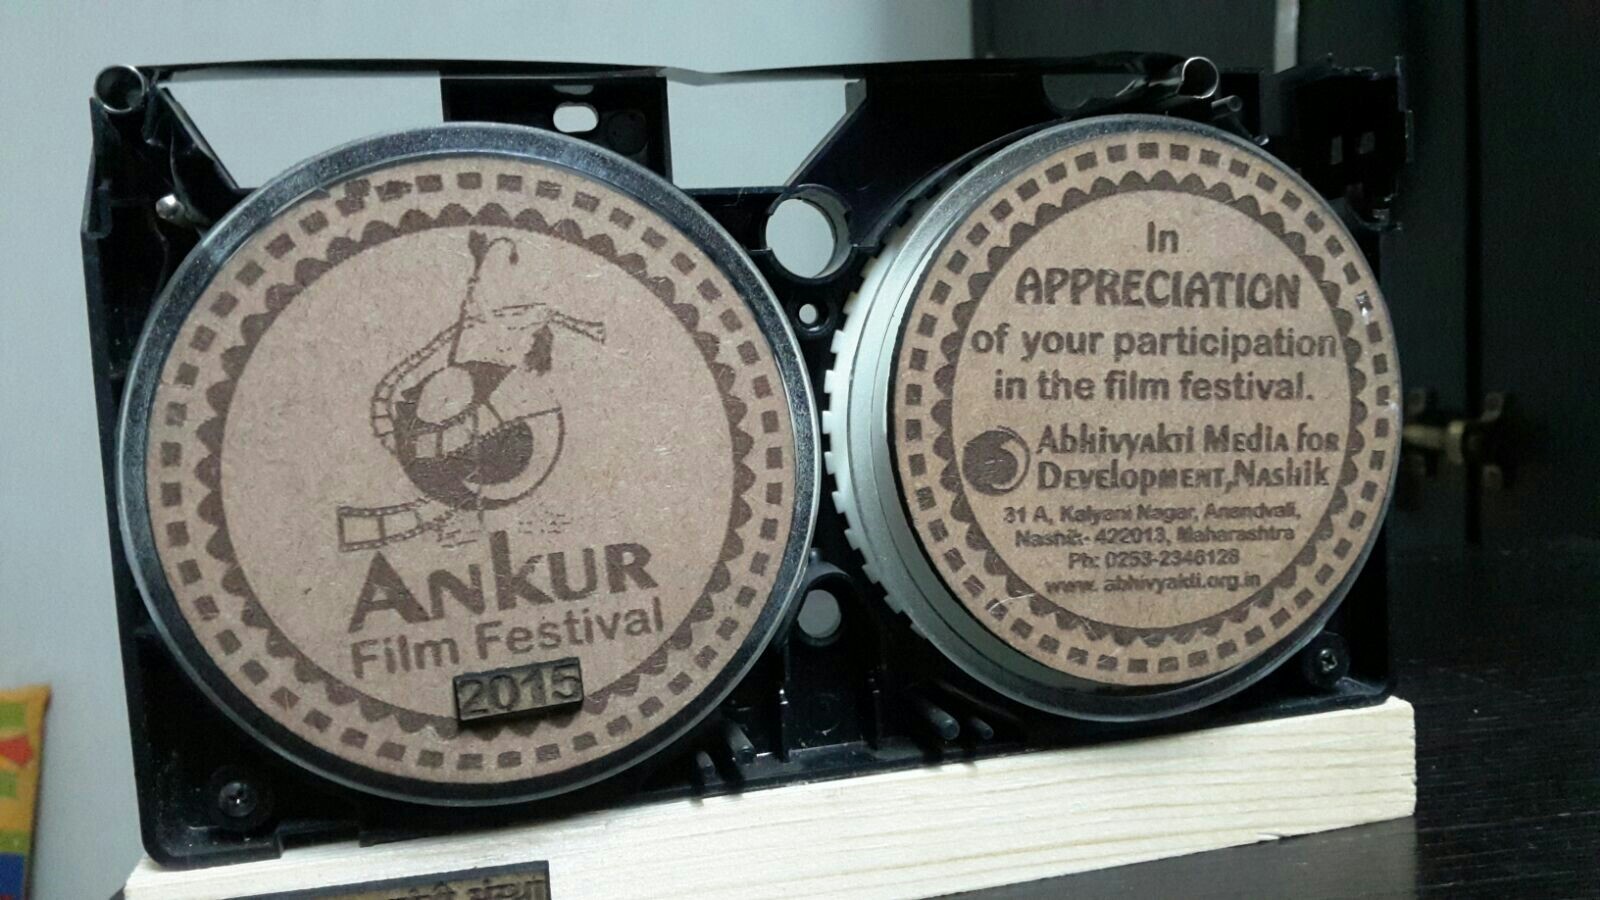 Ankur
Film Festival
2015
In
APPRECIATION
of your participation
in the film festival.
Abhivyakti Media for
Development,Nashik
31 A, Kalyani Nagar, Anandvali,
Nashik- 422013, Maharashtra
Ph: 0253-2346128
www. abhivyakti.org.in